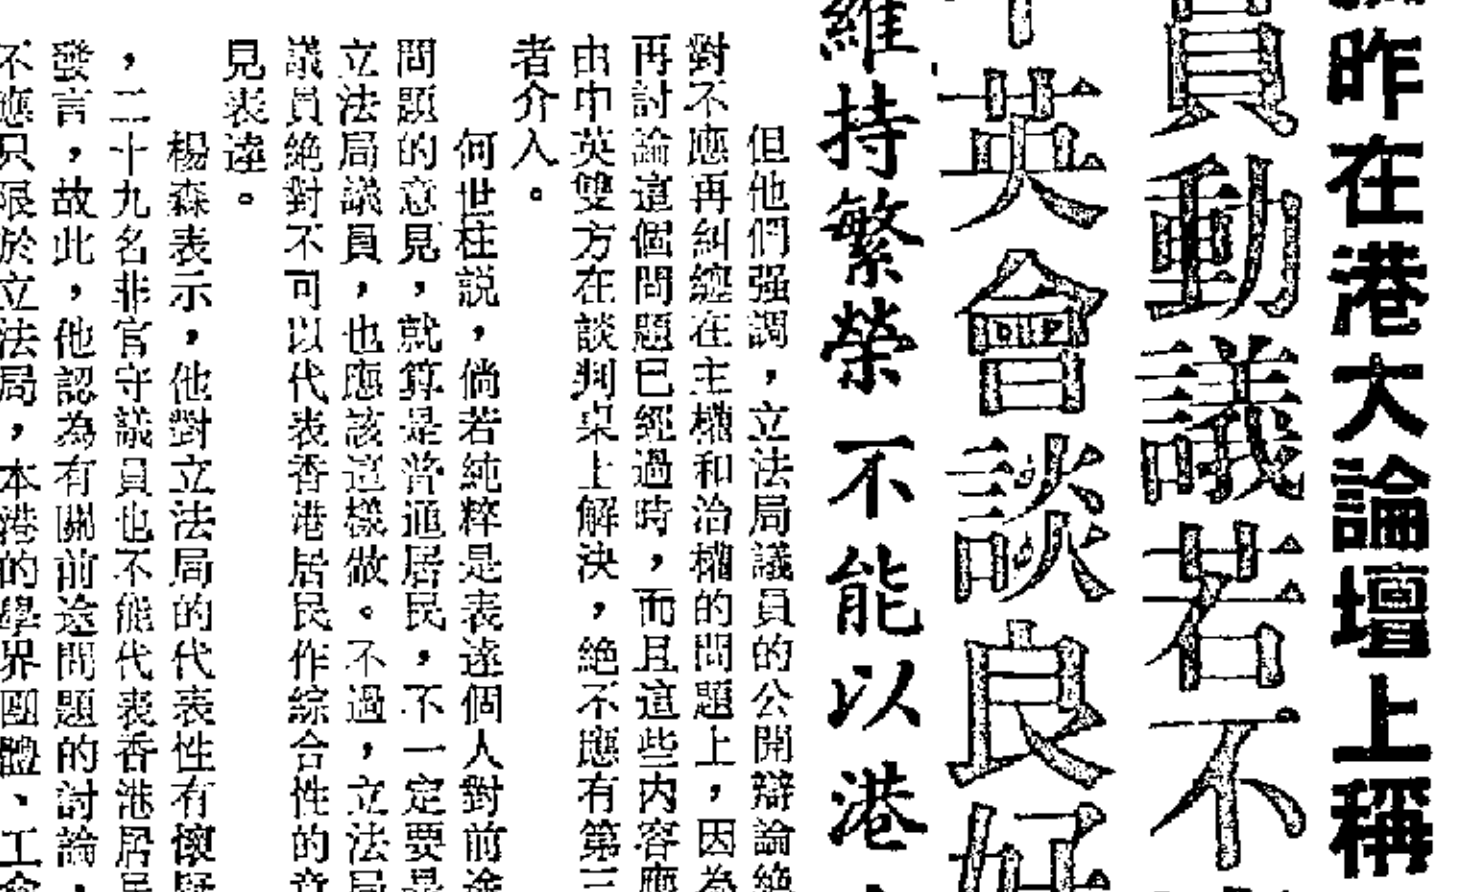 昨在港大論壇上稱
員動議若不
英會談良好
維持繁榮不能以港
但他們强調，立法局議員的公開辯論絕
對不應再糾纏在主權和治權的問題上，因為
再討論這個問題已經過時，而且這些内容應
由中英雙方在談判桌上解決，絕不應有第三
者介入。
何世柱説，倘若純粹是表達個人對前途
問題的意見，就算是普通居民，不一定要是
立法局議員，也應該這樣做。不過，立法局
議員絕對不可以代表香港居民作綜合性的意
見表達。
楊森表示，他對立法局的代表性有懷疑
，二十九名非官守議員也不能代表香港居民
發言，故此，他認為有關前途問題的討論，
不應只限於立法局，本港的學界團體、工會